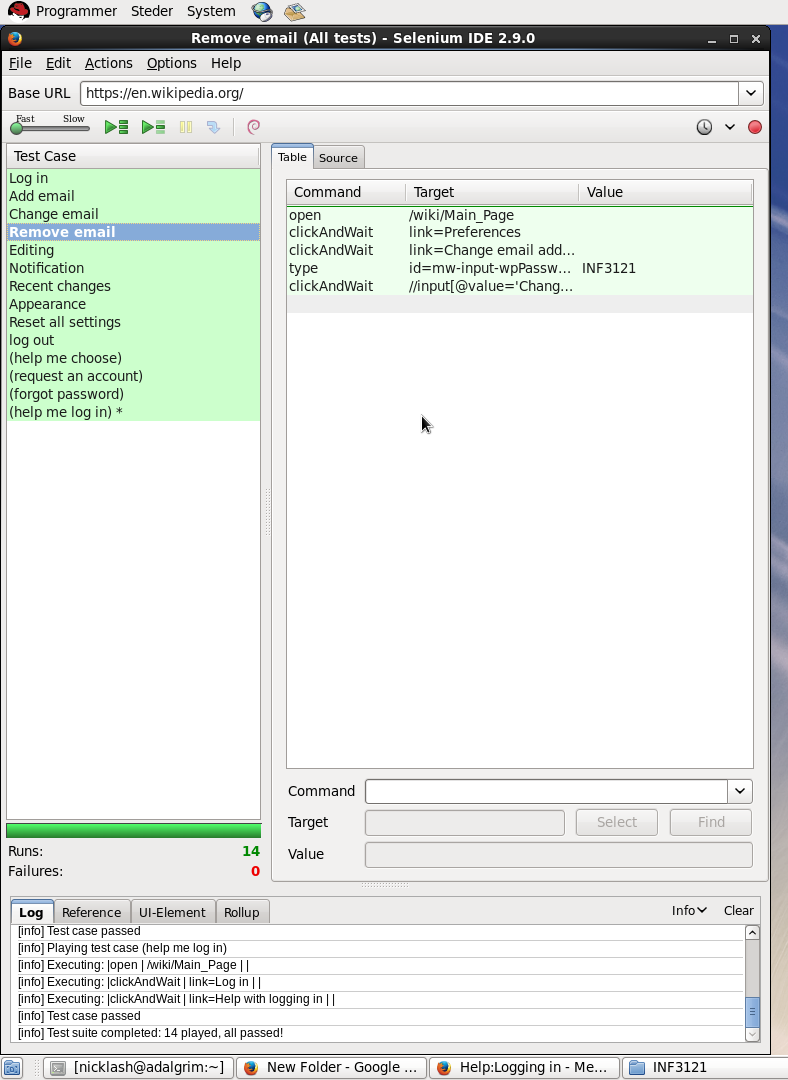 Programmer Steder System
Remove email (All tests) - Selenium IDE 2.9.0
File Edit Actions Options Help
Base URL https://en.wikipedia.org/
Fast Slow
Test Case
Log in
Add email
Change email
Remove email
Editing
Notification
Recent changes
Appearance
Reset all settings
log out
(help me choose)
(request an account)
(forgot password)
(help me log in) *
Runs: 14
Failures: 0
Table Source
Command Target Value
open /wiki/Main_Page
clickAndWait link=Preferences
clickAndWait link=Change email add...
type id=mw-input-wpPassw... INF3121
clickAndWait //input[@value='Chang...
Command
Target Select Find
Value
Log Reference UI-Element Rollup Info Clear
[info] Test case passed
[info] Playing test case (help me log in)
[info] Executing: |open | /wiki/Main_Page | |
[info] Executing: |clickAndWait | link=Log in | |
[info] Executing: |clickAndWait | link=Help with logging in | |
[info] Test case passed
[info] Test suite completed: 14 played, all passed!
[nicklash@adalgrim:~] New Folder - Google ... Help:Logging in - Me... INF3121